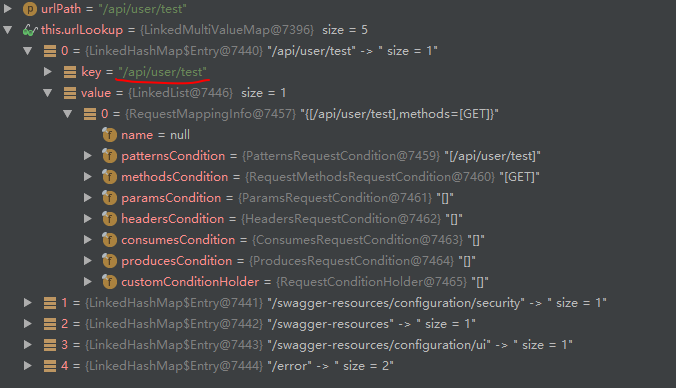 urlPath = "/api/user/test"
this.urlLookup = {LinkedMultiValueMap@7396} size = 5
0 = {LinkedHashMap$Entry@7440} "/api/user/test" -> " size = 1"
key = "/api/user/test"
value = {LinkedList@7446} size = 1
0 = {RequestMappingInfo@7457} "{[/api/user/test],methods=[GET]}"
name = null
patternsCondition = {PatternsRequestCondition@7459} "[/api/user/test]"
methodsCondition = {RequestMethodsRequestCondition@7460} "[GET]"
paramsCondition = {ParamsRequestCondition@7461} "[]"
headersCondition = {HeadersRequestCondition@7462} "[]"
consumesCondition = {ConsumesRequestCondition@7463} "[]"
producesCondition = {ProducesRequestCondition@7464} "[]"
customConditionHolder = {RequestConditionHolder@7465} "[]"
1 = {LinkedHashMap$Entry@7441} "/swagger-resources/configuration/security" -> " size = 1"
2 = {LinkedHashMap$Entry@7442} "/swagger-resources" -> " size = 1"
3 = {LinkedHashMap$Entry@7443} "/swagger-resources/configuration/ui" -> " size = 1"
4 = {LinkedHashMap$Entry@7444} "/error" -> " size = 2"